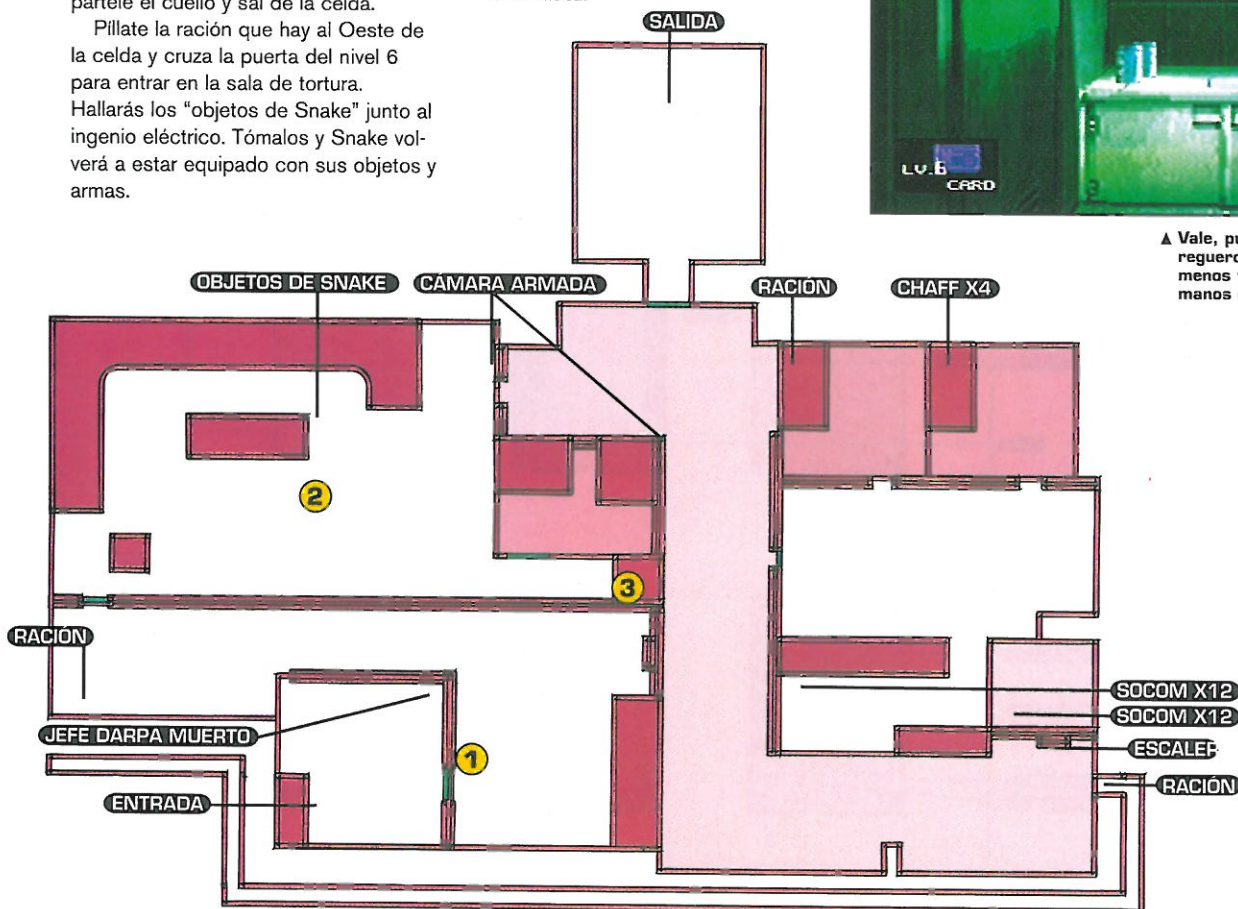 pártele el cuello y sal de la celda.
Píllate la ración que hay al Oeste de
la celda y cruza la puerta del nivel 6
para entrar en la sala de tortura.
Hallarás los "objetos de Snake" junto al
ingenio eléctrico. Tómalos y Snake vol-
verá a estar equipado con sus objetos y
armas.
SALIDA
LV.6
CARD
▲ Vale,
menos
manos
OBJETOS DE SNAKE
CÁMARA ARMADA
RACIÓN
CHAFF X4
2
3
RACIÓN
JEFE DARPA MUERTO
1
ENTRADA
SOCOM X12
SOCOM X12
ESCALER
RACIÓN